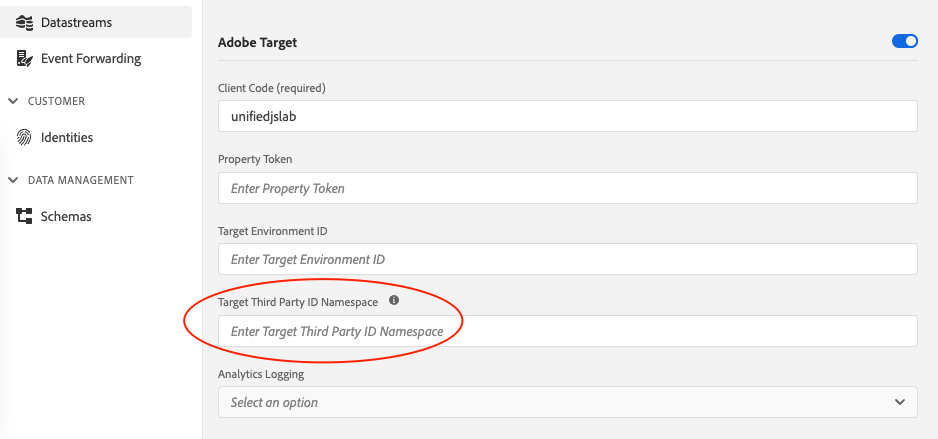 Datastreams
Event Forwarding
CUSTOMER
Identities
DATA MANAGEMENT
Schemas
Adobe Target
Client Code (required)
unifiedjslab
Property Token
Enter Property Token
Target Environment ID
Enter Target Environment ID
Target Third Party ID Namespace
Enter Target Third Party ID Namespace
Analytics Logging
Select an option